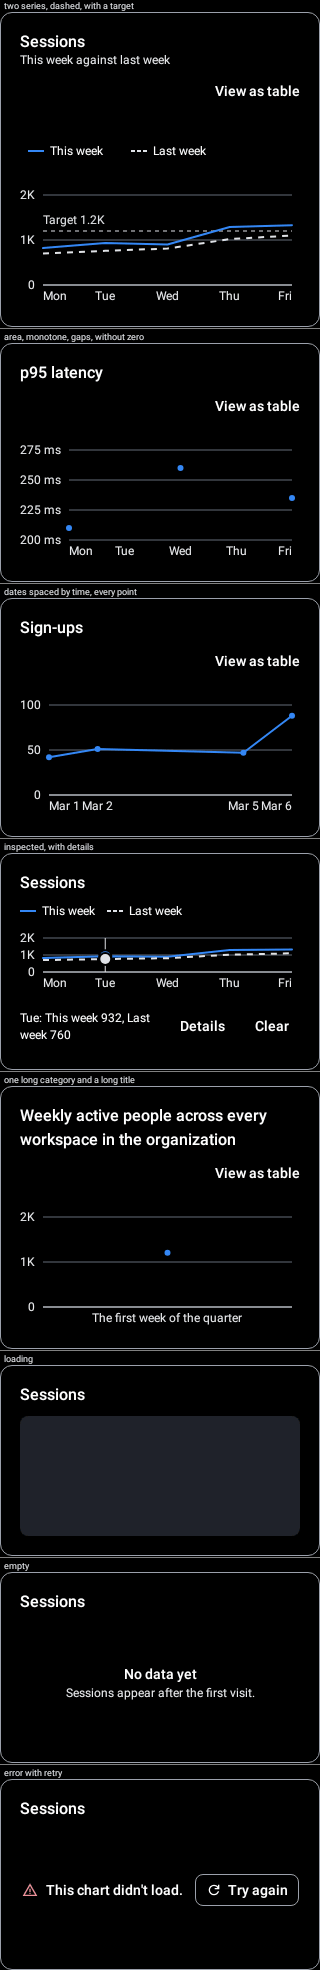 two series, dashed, with a target
Sessions
This week against last week
View as table
This week
Last week
2K
Target 1.2K
1K
0
Mon
Tue
Wed
Thu
Fri
area, monotone, gaps, without zero
p95 latency
View as table
275 ms
250 ms
225 ms
200 ms
Mon
Tue
Wed
Thu
Fri
dates spaced by time, every point
Sign-ups
View as table
100
50
0
Mar 1
Mar 2
Mar 5
Mar 6
inspected, with details
Sessions
This week
Last week
2K
1K
0
Mon
Tue
Wed
Thu
Fri
Tue: This week 932, Last
week 760
Details
Clear
one long category and a long title
Weekly active people across every
workspace in the organization
View as table
2K
1K
0
The first week of the quarter
loading
Sessions
empty
Sessions
No data yet
Sessions appear after the first visit.
error with retry
Sessions
This chart didn't load.
Try again